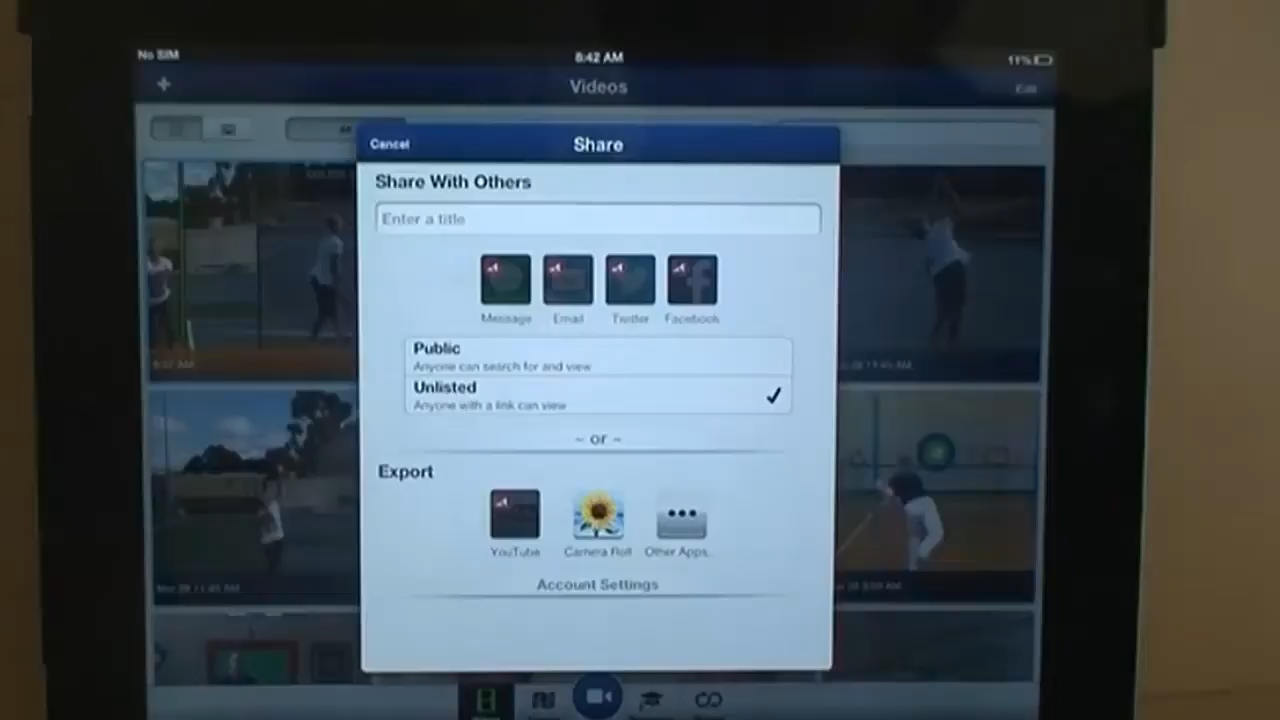 No SIM
8:42 AM
11%
Videos
Edit
Cancel
Share
Share With Others
Enter a title
Message
Email
Twitter
Facebook
Public
Anyone can search for and view
Unlisted
Anyone with a link can view
~ or ~
Export
YouTube
Camera Roll
Other Apps..
Account Settings